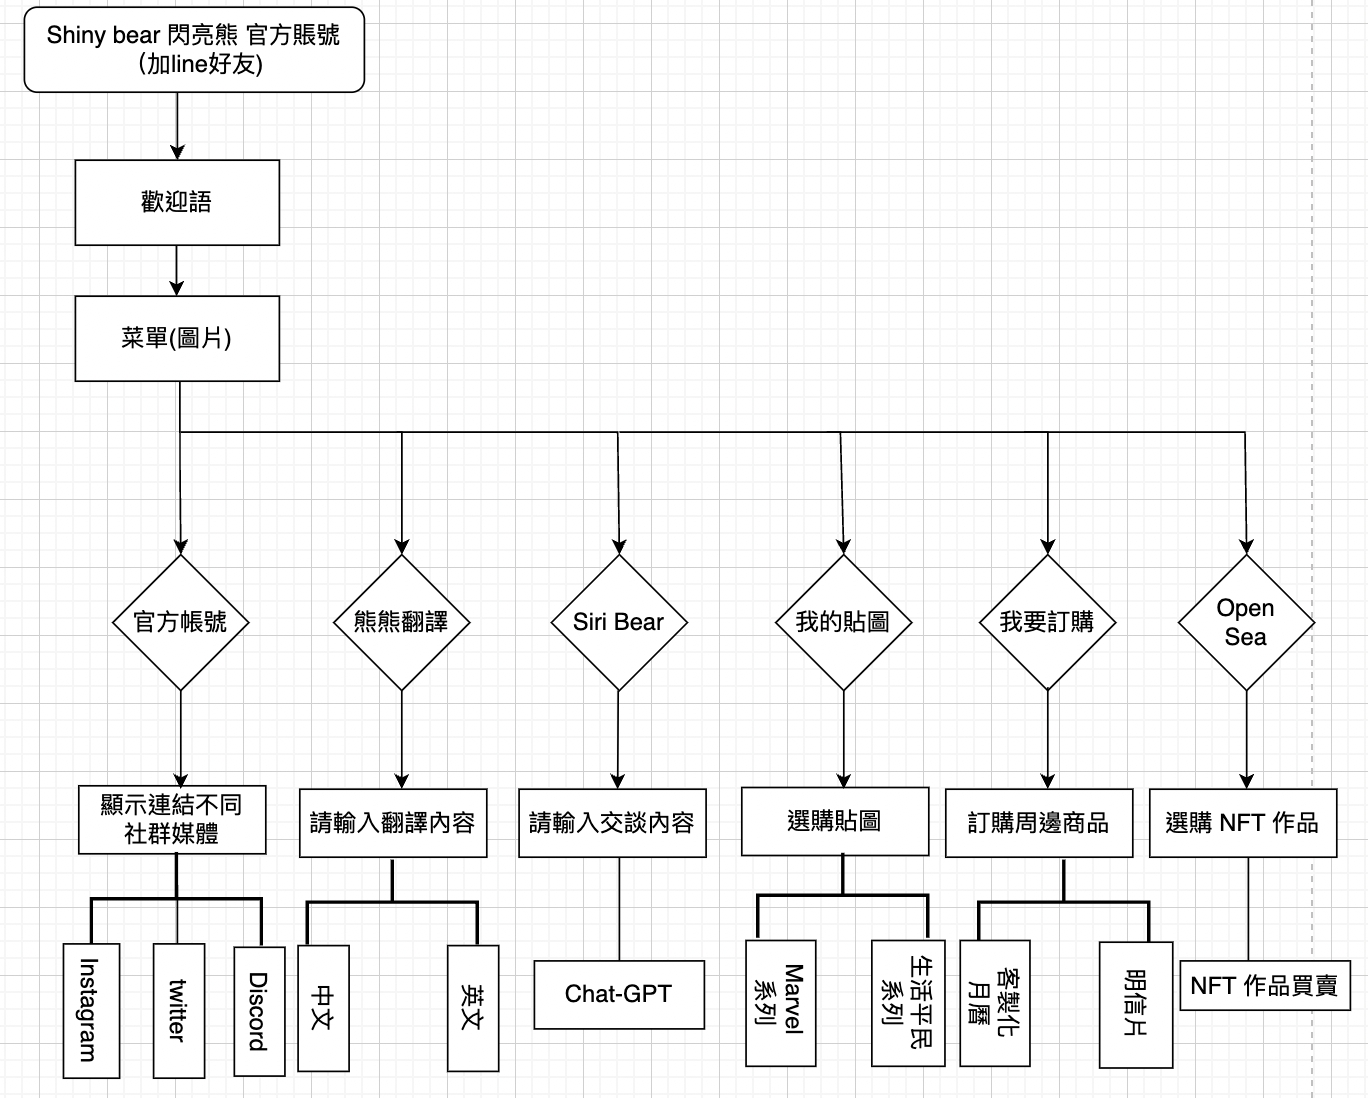 Shiny bear 閃亮熊 官方賬號
(加line好友)
歡迎語
菜單(圖片)
官方帳號
熊熊翻譯
Siri Bear
我的貼圖
我要訂購
Open
Sea
顯示連結不同
社群媒體
請輸入翻譯內容
請輸入交談內容
選購貼圖
訂購周邊商品
選購 NFT 作品
Instagram
twitter
Discord
中文
英文
Chat-GPT
Marvel
系列
生活平民
系列
客製化
月曆
明信片
NFT 作品買賣